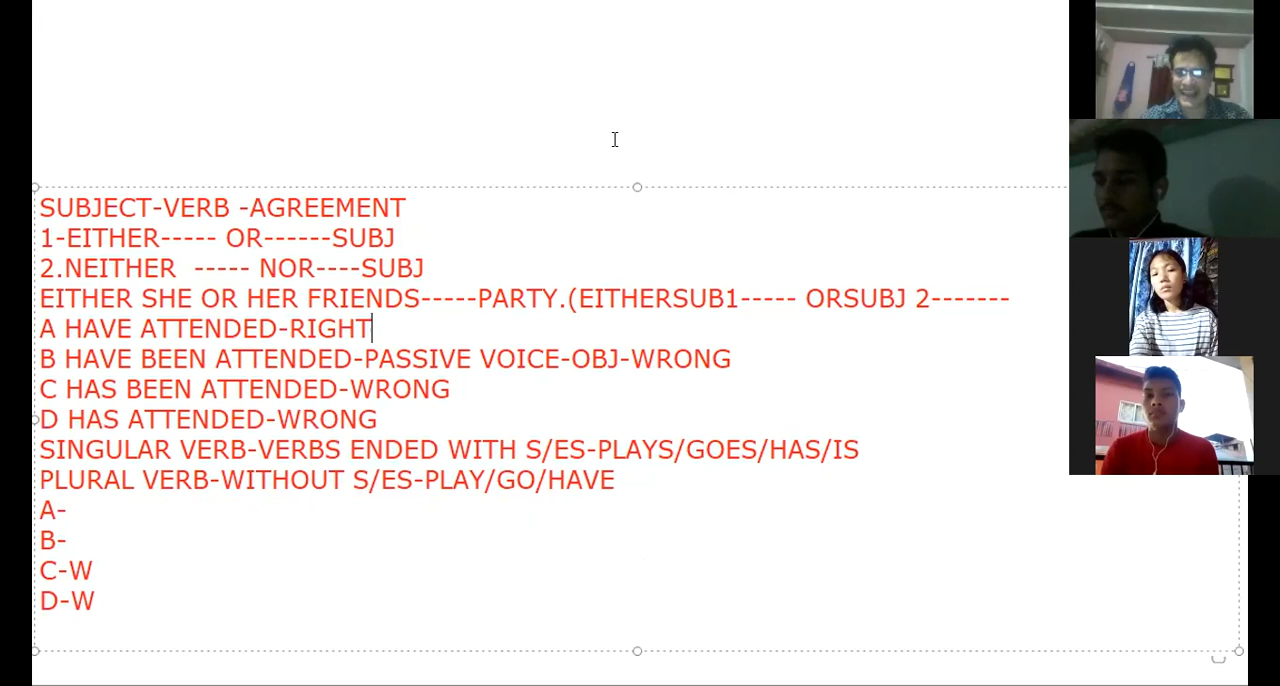 SUBJECT-VERB -AGREEMENT
1-EITHER----- OR------SUBJ
2.NEITHER  ----- NOR----SUBJ
EITHER SHE OR HER FRIENDS-----PARTY.(EITHERSUB1----- ORSUBJ 2-------
A HAVE ATTENDED-RIGHT
B HAVE BEEN ATTENDED-PASSIVE VOICE-OBJ-WRONG
C HAS BEEN ATTENDED-WRONG
D HAS ATTENDED-WRONG
SINGULAR VERB-VERBS ENDED WITH S/ES-PLAYS/GOES/HAS/IS
PLURAL VERB-WITHOUT S/ES-PLAY/GO/HAVE
A-
B-
C-W
D-W